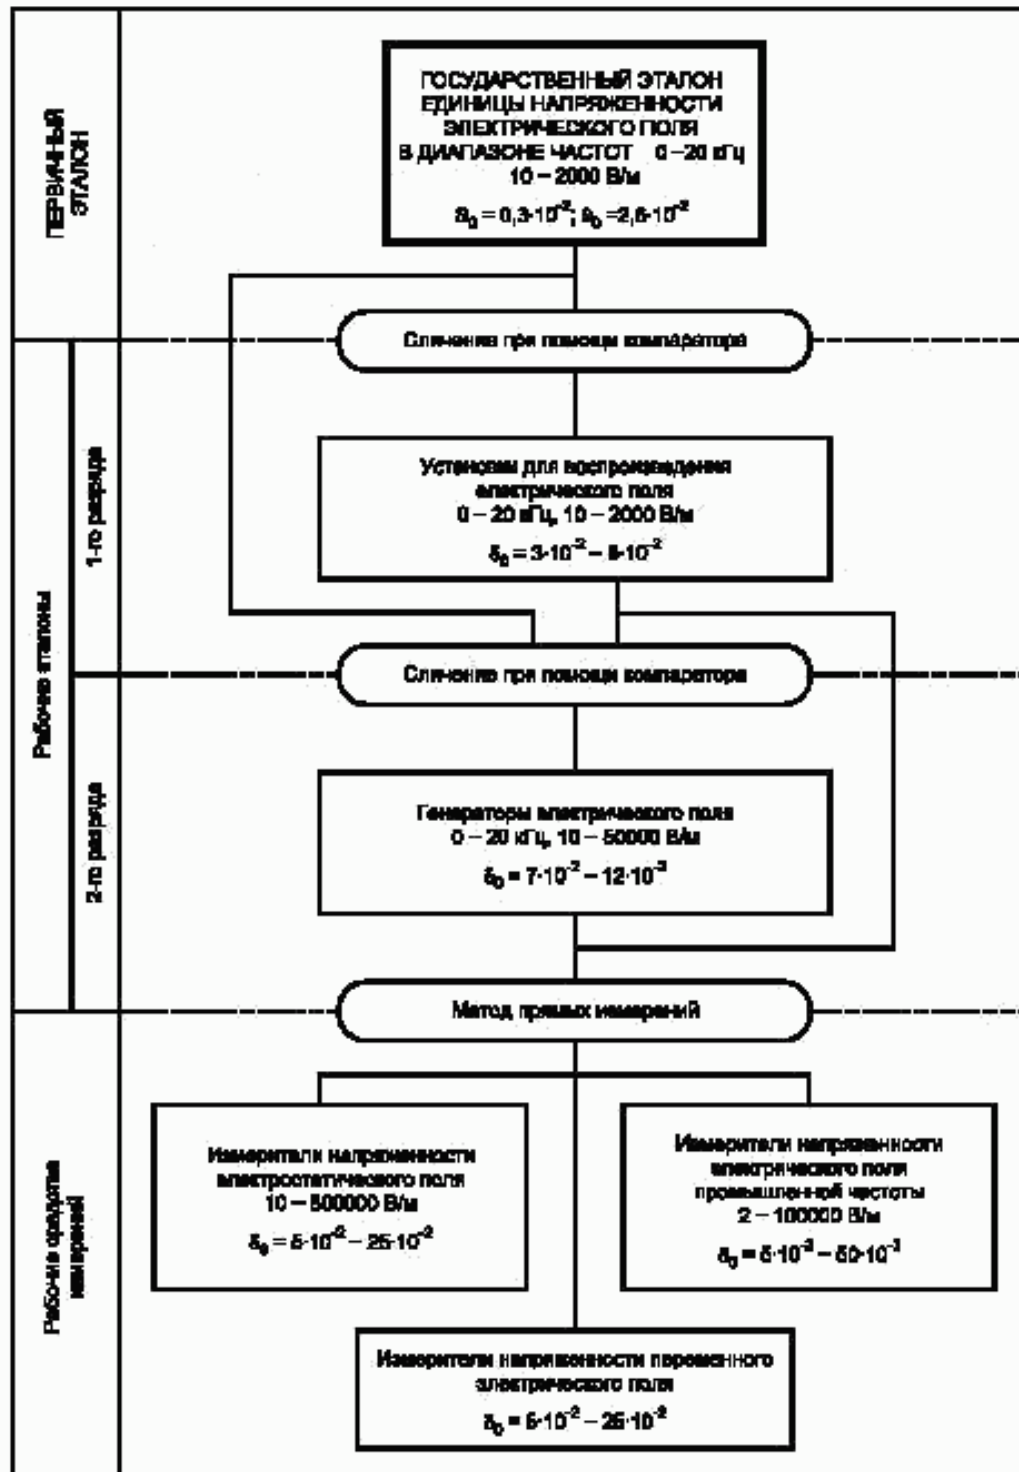 ПЕРВИЧНЫЙ
ЭТАЛОН
ГОСУДАРСТВЕННЫЙ ЭТАЛОН
ЕДИНИЦЫ НАПРЯЖЕННОСТИ
ЭЛЕКТРИЧЕСКОГО ПОЛЯ
В ДИАПАЗОНЕ ЧАСТОТ 0 – 20 кГц
10 – 2000 В/м
Сличение при помощи компаратора
Рабочие эталоны
1-го разряда
Установки для воспроизведения
электрического поля
0 – 20 кГц, 10 – 2000 В/м
Сличение при помощи компаратора
2-го разряда
Генераторы электрического поля
0 – 20 кГц, 10 – 50000 В/м
Метод прямых измерений
Рабочие средства
измерений
Измерители напряженности
электростатического поля
10 – 500000 В/м
δ₀ = 5·10⁻² – 25·10⁻²
Измерители напряженности
электрического поля
промышленной частоты
2 – 100000 В/м
Измерители напряженности переменного
электрического поля
δ₀ = 5·10⁻² – 25·10⁻²